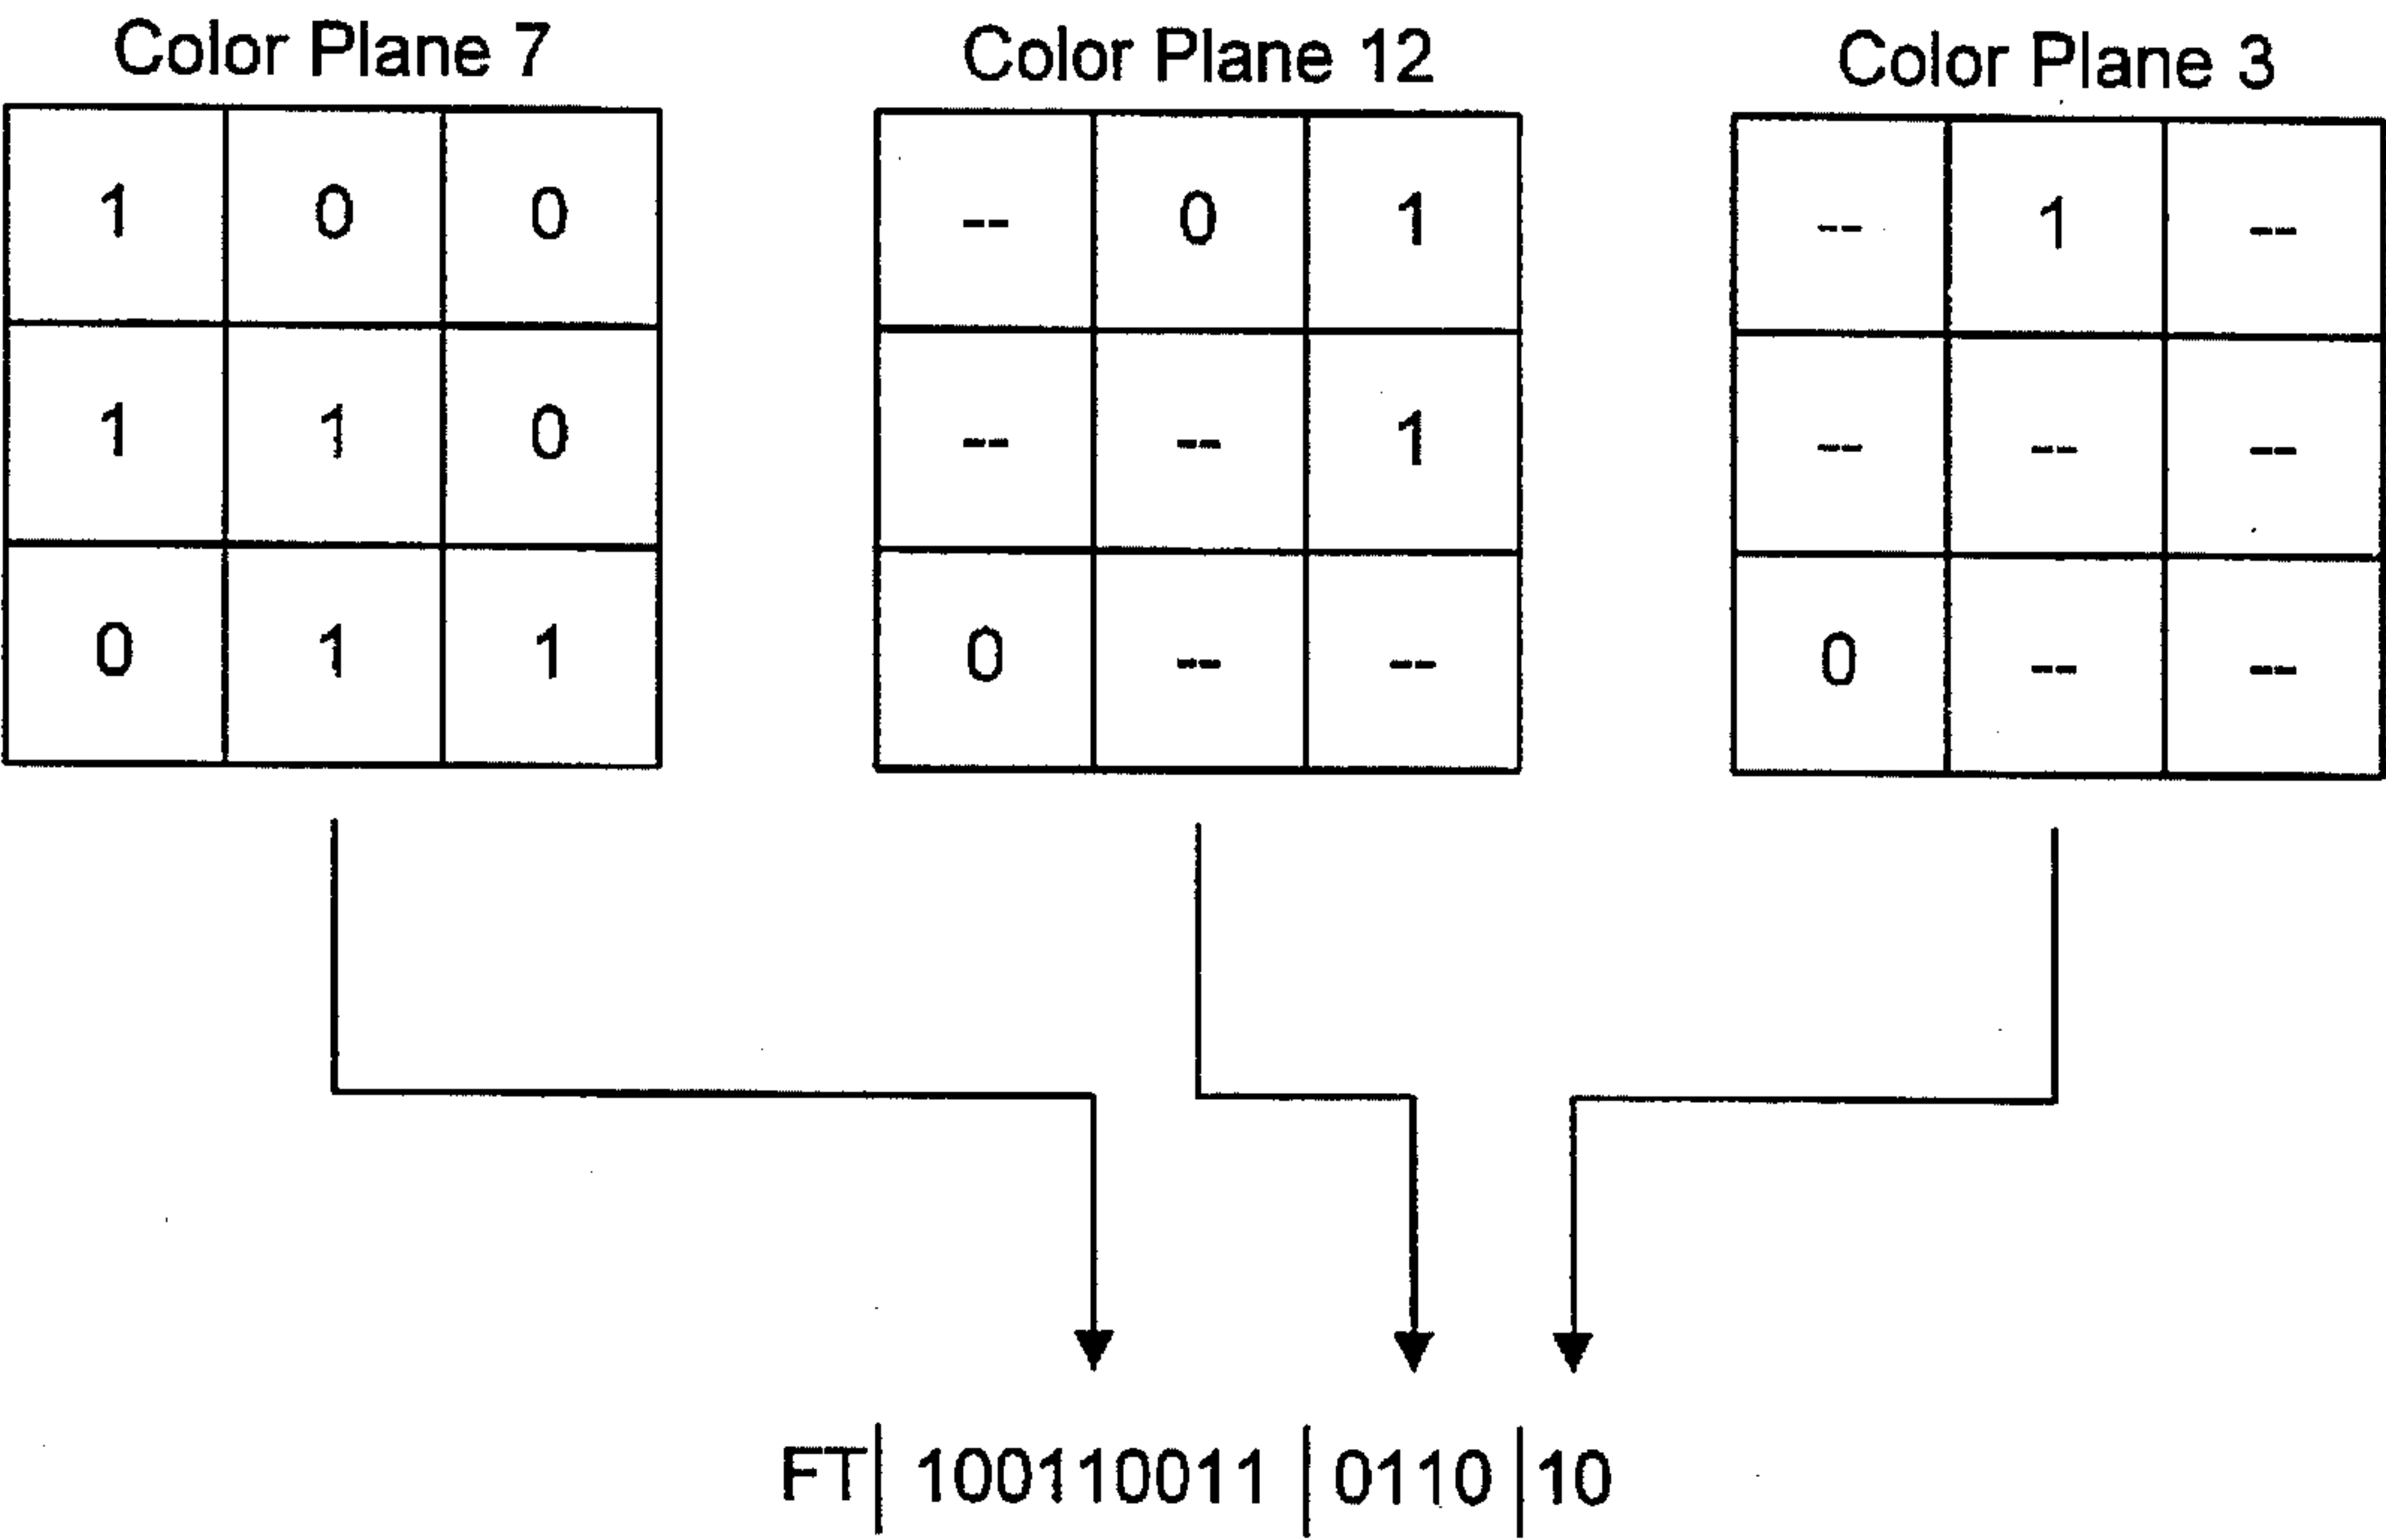 Color Plane 7 Color Plane 12 Color Plane 3
1 0 0 -- 0 1 -- 1 --
1 1 0 -- -- 1 -- -- --
0 1 1 0 -- -- 0 -- --
FT| 100110011 |0110|10